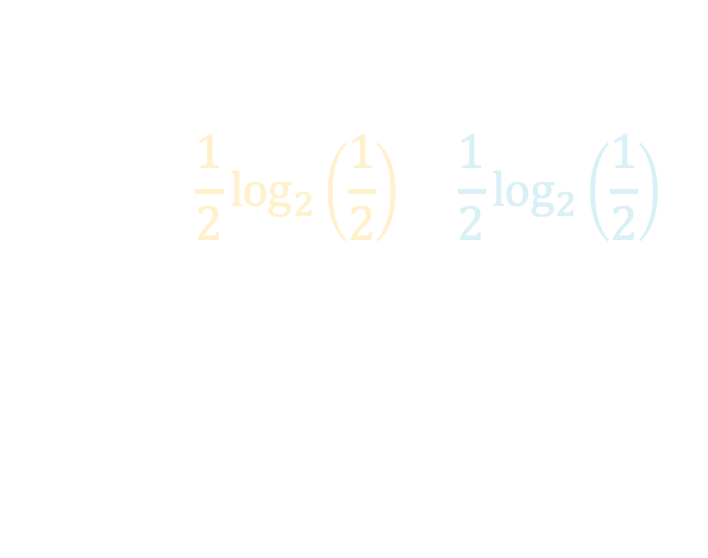 1/2 log₂ (1/2) 1/2 log₂ (1/2)